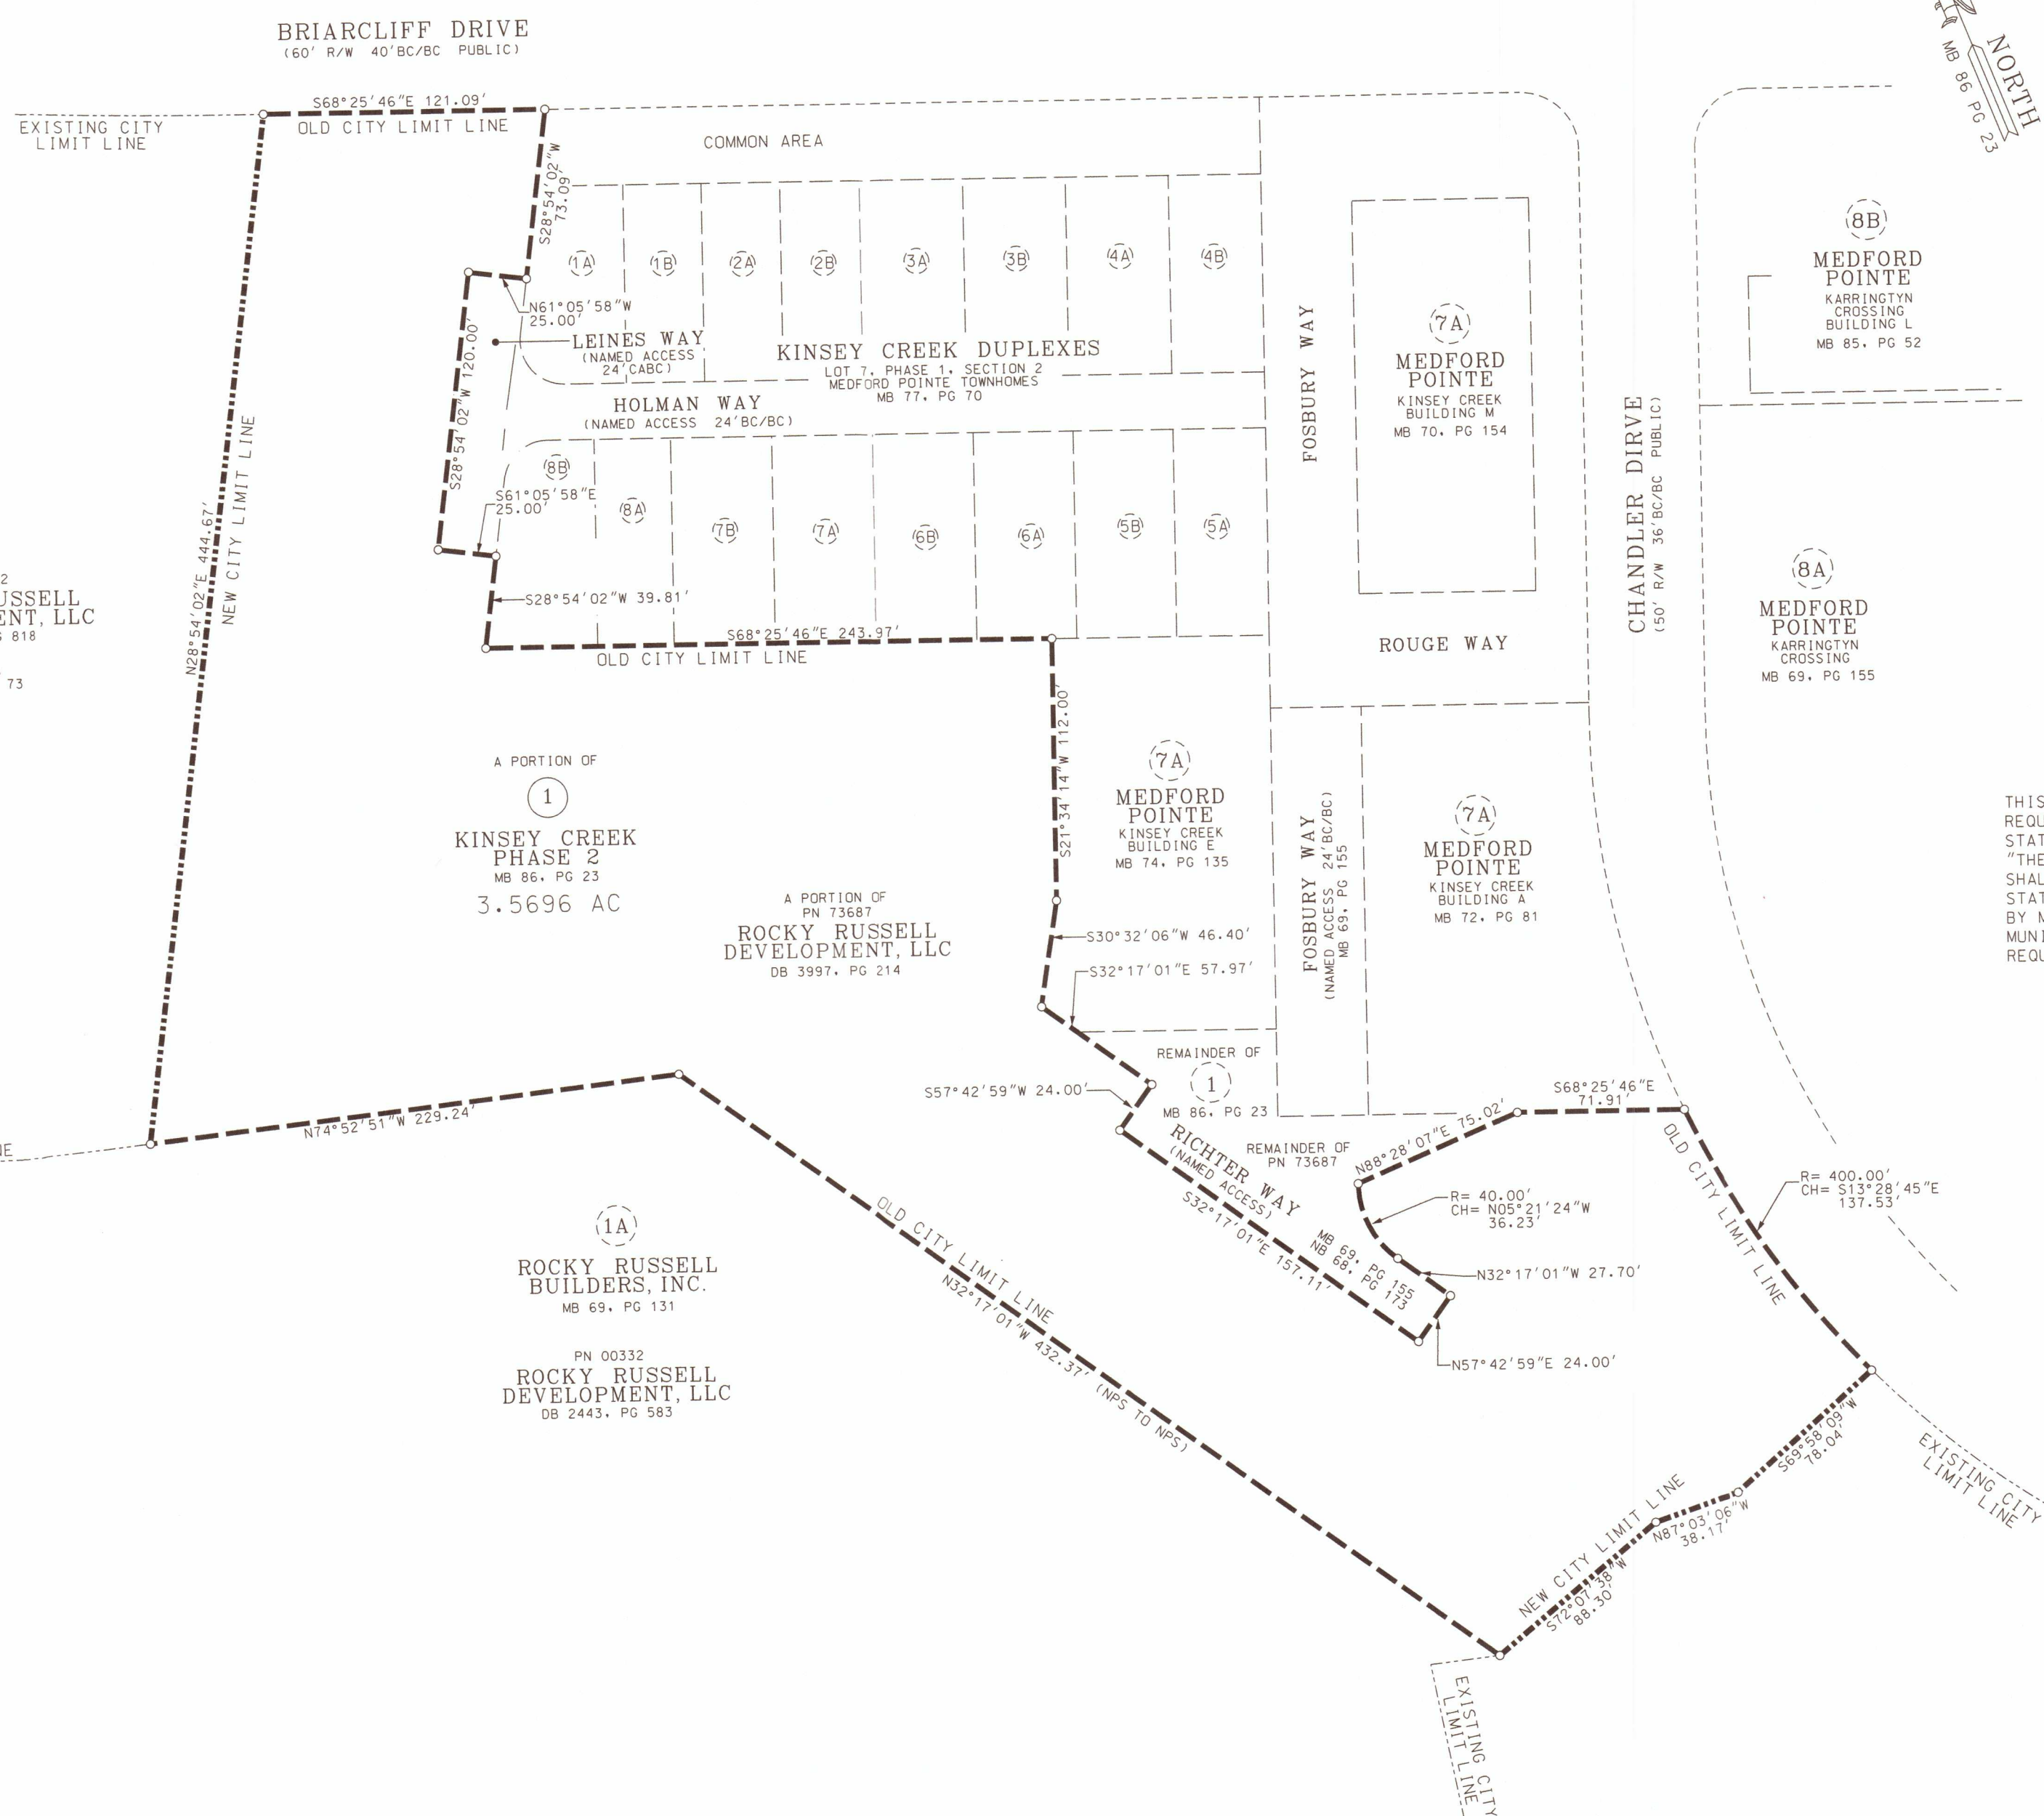 BRIARCLIFF DRIVE
(60' R/W 40'BC/BC PUBLIC)
NORTH
MB 86 PG 23
S68°25'46"E 121.09'
OLD CITY LIMIT LINE
EXISTING CITY
LIMIT LINE
COMMON AREA
S28°54'02"W
73.09'
1A
1B
2A
2B
3A
3B
4A
4B
N61°05'58"W
25.00'
LEINES WAY
(NAMED ACCESS
24'CABC)
KINSEY CREEK DUPLEXES
LOT 7, PHASE 1, SECTION 2
MEDFORD POINTE TOWNHOMES
MB 77, PG 70
HOLMAN WAY
(NAMED ACCESS 24'BC/BC)
S28°54'02"W 120.00'
8B
8A
7B
7A
6B
6A
5B
5A
S61°05'58"E
25.00'
S28°54'02"W 39.81'
S68°25'46"E 243.97'
OLD CITY LIMIT LINE
N28°54'02"E 444.67'
NEW CITY LIMIT LINE
FOSBURY WAY
7A
MEDFORD
POINTE
KINSEY CREEK
BUILDING M
MB 70, PG 154
ROUGE WAY
CHANDLER DIRVE
(50' R/W 36'BC/BC PUBLIC)
8B
MEDFORD
POINTE
KARRINGTYN
CROSSING
BUILDING L
MB 85, PG 52
8A
MEDFORD
POINTE
KARRINGTYN
CROSSING
MB 69, PG 155
2
USSELL
ENT, LLC
818
73
A PORTION OF
1
KINSEY CREEK
PHASE 2
MB 86, PG 23
3.5696 AC
A PORTION OF
PN 73687
ROCKY RUSSELL
DEVELOPMENT, LLC
DB 3997, PG 214
S21°34'14"W 112.00'
7A
MEDFORD
POINTE
KINSEY CREEK
BUILDING E
MB 74, PG 135
FOSBURY WAY
(NAMED ACCESS 24'BC/BC)
MB 69, PG 155
7A
MEDFORD
POINTE
KINSEY CREEK
BUILDING A
MB 72, PG 81
THIS
REQU
STAT
"THE
SHAL
STAT
BY M
MUNI
REQU
S30°32'06"W 46.40'
S32°17'01"E 57.97'
REMAINDER OF
1
MB 86, PG 23
S57°42'59"W 24.00'
REMAINDER OF
PN 73687
RICHTER WAY
(NAMED ACCESS)
MB 69, PG 155
NB 68, PG 173
S32°17'01"E 157.11'
N88°28'07"E 75.02'
S68°25'46"E
71.91'
OLD CITY LIMIT LINE
R= 400.00'
CH= S13°28'45"E
137.53'
R= 40.00'
CH= N05°21'24"W
36.23'
N32°17'01"W 27.70'
N57°42'59"E 24.00'
NE
N74°52'51"W 229.24'
1A
ROCKY RUSSELL
BUILDERS, INC.
MB 69, PG 131
PN 00332
ROCKY RUSSELL
DEVELOPMENT, LLC
DB 2443, PG 583
OLD CITY LIMIT LINE
N32°17'01"W 432.37' (NPS TO NPS)
S69°58'09"W
78.04'
EXISTING CITY
LIMIT LINE
N87°03'06"W
38.17'
NEW CITY LIMIT LINE
S72°07'38"W
88.30'
EXISTING CITY
LIMIT LINE